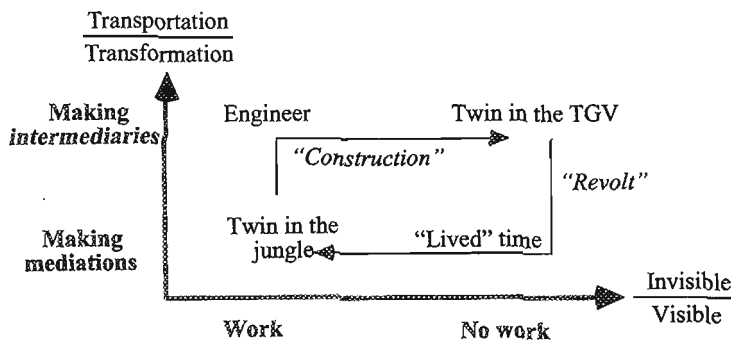 Transportation
Transformation
Making
intermediaries
Engineer
Twin in the TGV
“Construction”
“Revolt”
Making
mediations
Twin in the
jungle
“Lived” time
Invisible
Visible
Work
No work